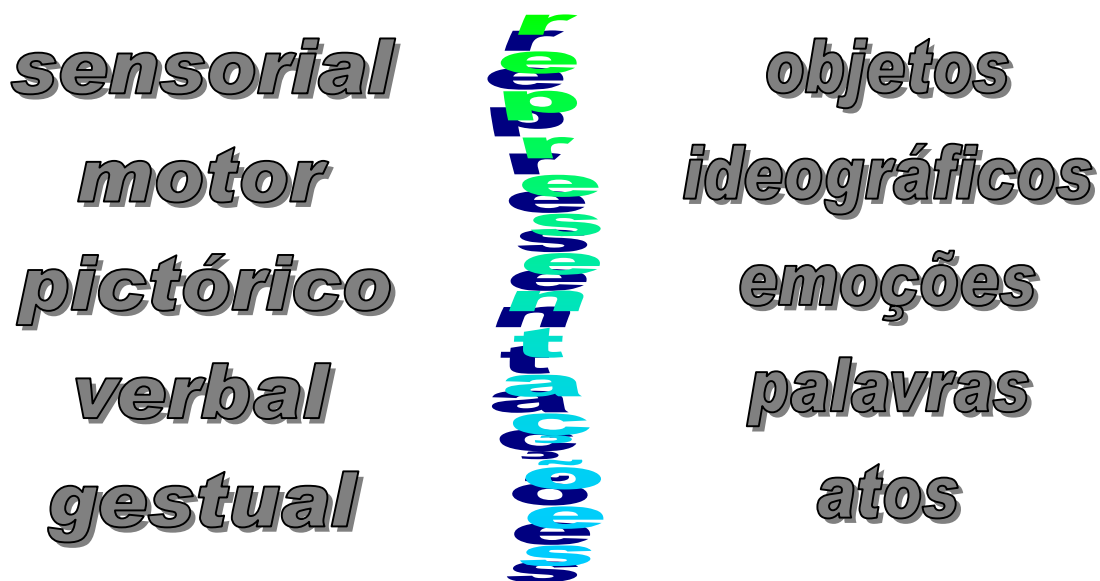 sensorial
motor
pictórico
verbal
gestual
representações
objetos
ideográficos
emoções
palavras
atos